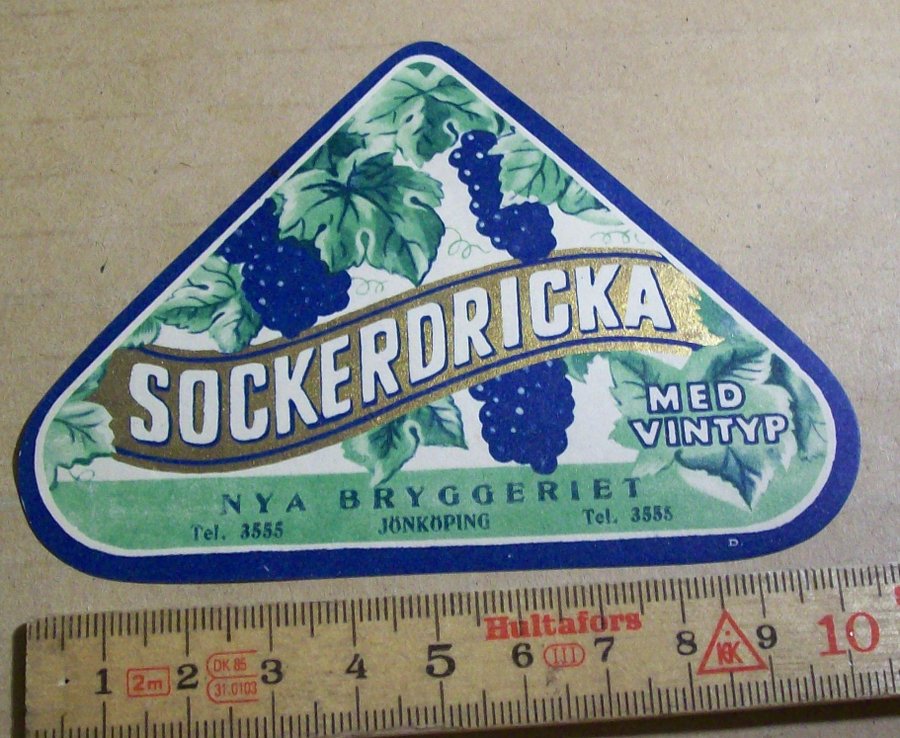 SOCKERDRICKA
MED
VINTYP
NYA BRYGGERIET
Tel. 3555 JÖNKÖPING Tel. 3555
D.
Hultafors
1 2m 2 3 4 5 6 III 7 8 9 10
DK 85
31.0103
KK